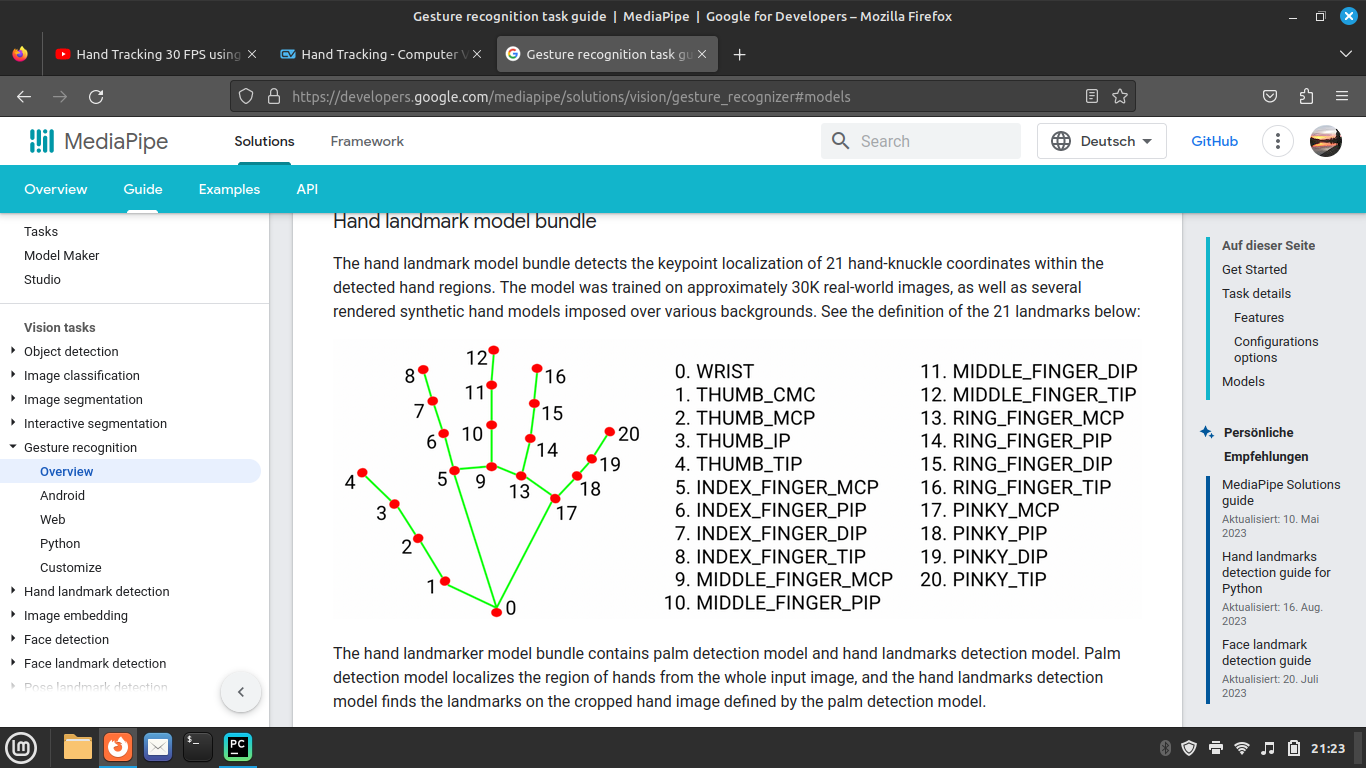 Gesture recognition task guide | MediaPipe | Google for Developers – Mozilla Firefox
Hand Tracking 30 FPS using
Hand Tracking - Computer V
Gesture recognition task gu
https://developers.google.com/mediapipe/solutions/vision/gesture_recognizer#models
MediaPipe
Solutions
Framework
Search
Deutsch
GitHub
Overview
Guide
Examples
API
Tasks
Model Maker
Studio
Vision tasks
Object detection
Image classification
Image segmentation
Interactive segmentation
Gesture recognition
Overview
Android
Web
Python
Customize
Hand landmark detection
Image embedding
Face detection
Face landmark detection
Pose landmark detection
Hand landmark model bundle
The hand landmark model bundle detects the keypoint localization of 21 hand-knuckle coordinates within the
detected hand regions. The model was trained on approximately 30K real-world images, as well as several
rendered synthetic hand models imposed over various backgrounds. See the definition of the 21 landmarks below:
12
8
16
11
7
15
6
10
14
20
4
5
9
13
19
18
3
17
2
1
0
0. WRIST
1. THUMB_CMC
2. THUMB_MCP
3. THUMB_IP
4. THUMB_TIP
5. INDEX_FINGER_MCP
6. INDEX_FINGER_PIP
7. INDEX_FINGER_DIP
8. INDEX_FINGER_TIP
9. MIDDLE_FINGER_MCP
10. MIDDLE_FINGER_PIP
11. MIDDLE_FINGER_DIP
12. MIDDLE_FINGER_TIP
13. RING_FINGER_MCP
14. RING_FINGER_PIP
15. RING_FINGER_DIP
16. RING_FINGER_TIP
17. PINKY_MCP
18. PINKY_PIP
19. PINKY_DIP
20. PINKY_TIP
The hand landmarker model bundle contains palm detection model and hand landmarks detection model. Palm
detection model localizes the region of hands from the whole input image, and the hand landmarks detection
model finds the landmarks on the cropped hand image defined by the palm detection model.
Auf dieser Seite
Get Started
Task details
Features
Configurations
options
Models
Persönliche
Empfehlungen
MediaPipe Solutions
guide
Aktualisiert: 10. Mai
2023
Hand landmarks
detection guide for
Python
Aktualisiert: 16. Aug.
2023
Face landmark
detection guide
Aktualisiert: 20. Juli
2023
PC
21:23